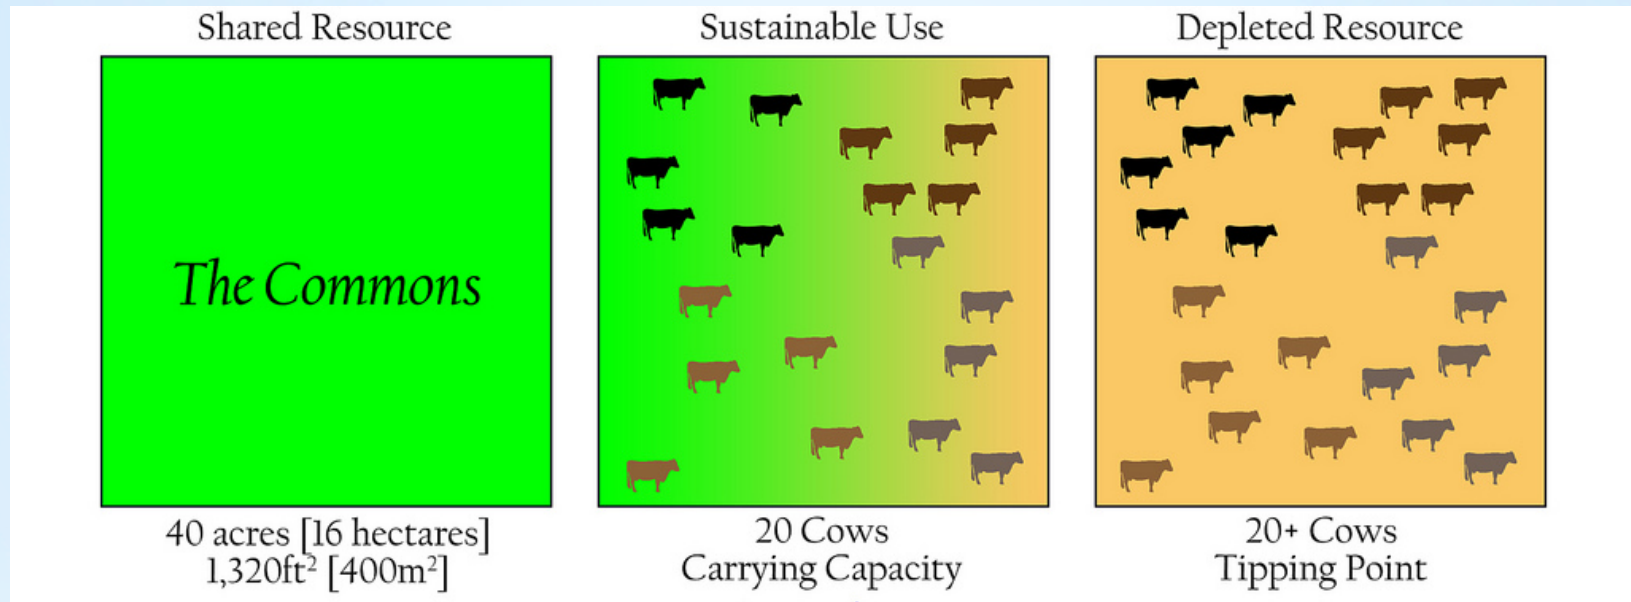 Shared Resource
Sustainable Use
Depleted Resource
The Commons
40 acres [16 hectares]
1,320ft² [400m²]
20 Cows
Carrying Capacity
20+ Cows
Tipping Point